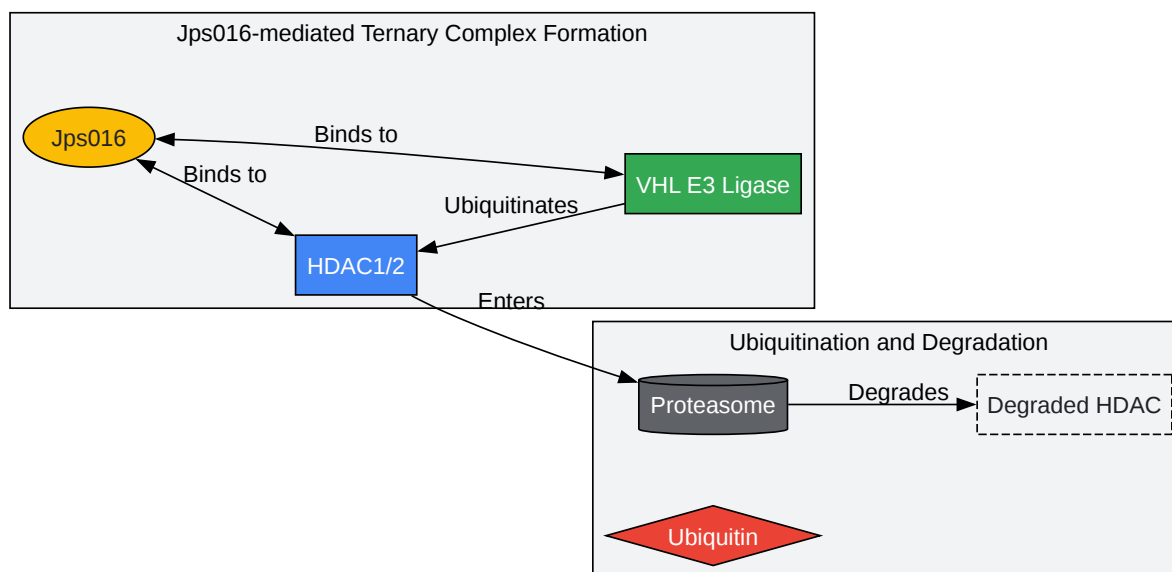 Jps016-mediated Ternary Complex Formation
Jps016
Binds to
Binds to
VHL E3 Ligase
Ubiquitinates
HDAC1/2
Enters
Ubiquitination and Degradation
Proteasome
Degrades
Degraded HDAC
Ubiquitin